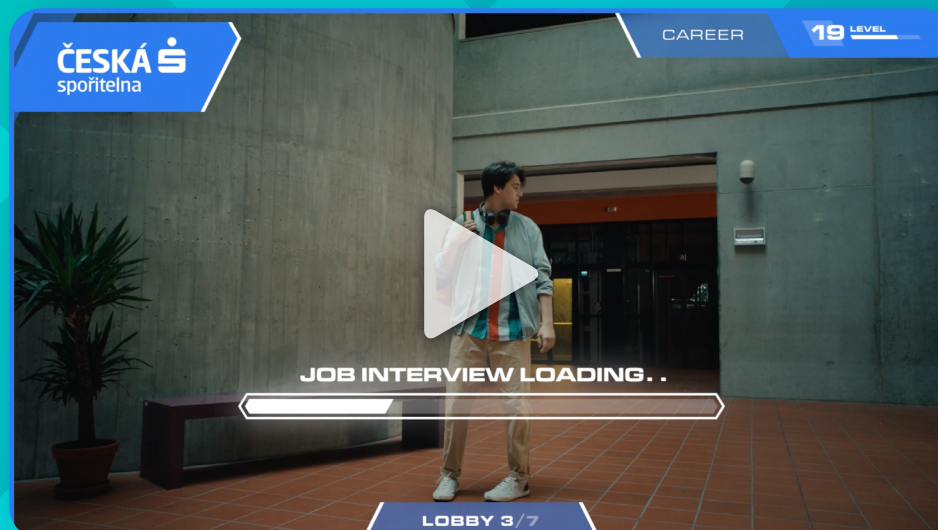 ČESKÁ
spořitelna
CAREER
19 LEVEL
JOB INTERVIEW LOADING. .
LOBBY 3/7